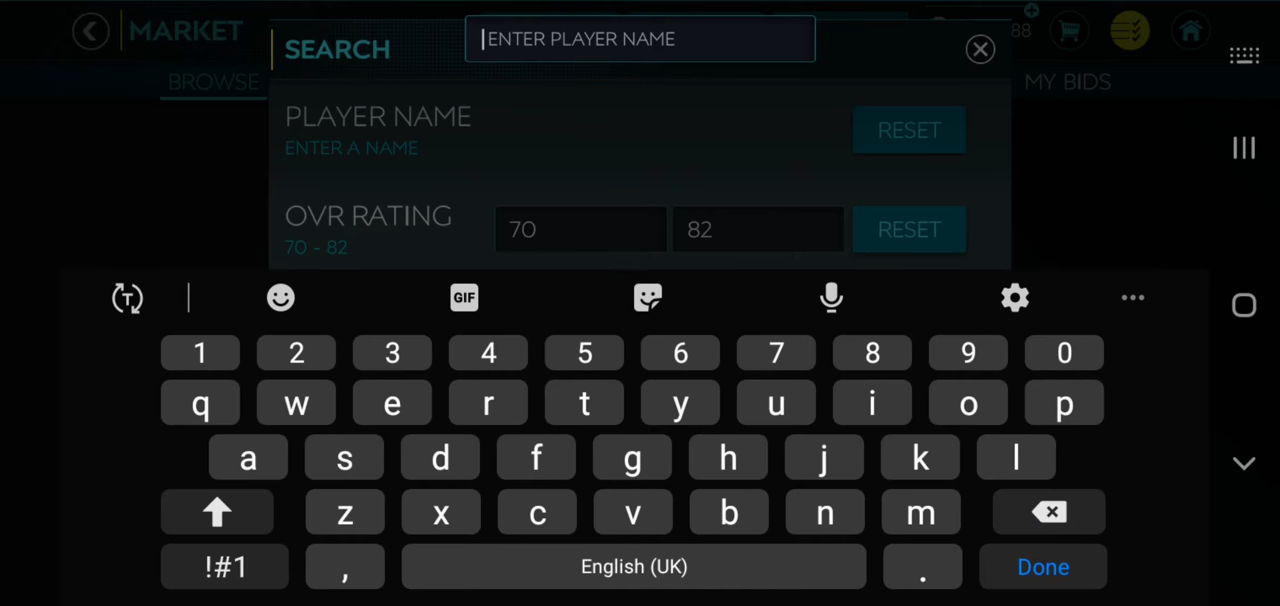 MARKET
SEARCH
ENTER PLAYER NAME
88
BROWSE
MY BIDS
PLAYER NAME
ENTER A NAME
RESET
OVR RATING
70 - 82
70
82
RESET
T
GIF
1 2 3 4 5 6 7 8 9 0
q w e r t y u i o p
a s d f g h j k l
z x c v b n m
!#1 , English (UK) . Done